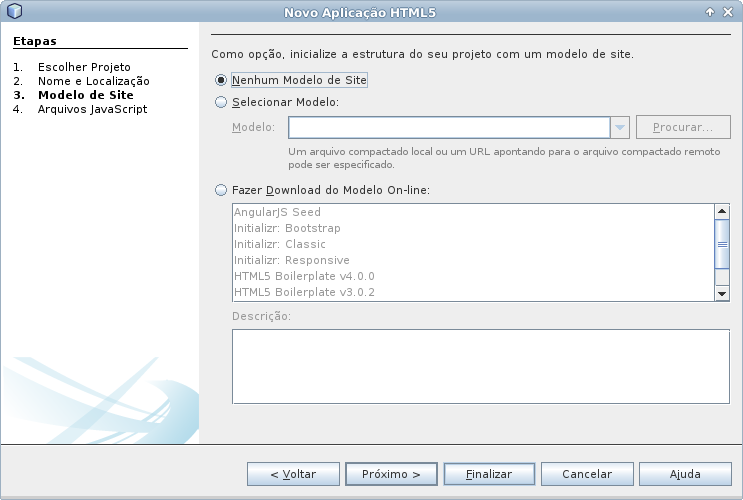 Novo Aplicação HTML5
Etapas
1. Escolher Projeto
2. Nome e Localização
3. Modelo de Site
4. Arquivos JavaScript
Como opção, inicialize a estrutura do seu projeto com um modelo de site.
Nenhum Modelo de Site
Selecionar Modelo:
Modelo:
Procurar...
Um arquivo compactado local ou um URL apontando para o arquivo compactado remoto
pode ser especificado.
Fazer Download do Modelo On-line:
AngularJS Seed
Initializr: Bootstrap
Initializr: Classic
Initializr: Responsive
HTML5 Boilerplate v4.0.0
HTML5 Boilerplate v3.0.2
Descrição:
< Voltar
Próximo >
Finalizar
Cancelar
Ajuda